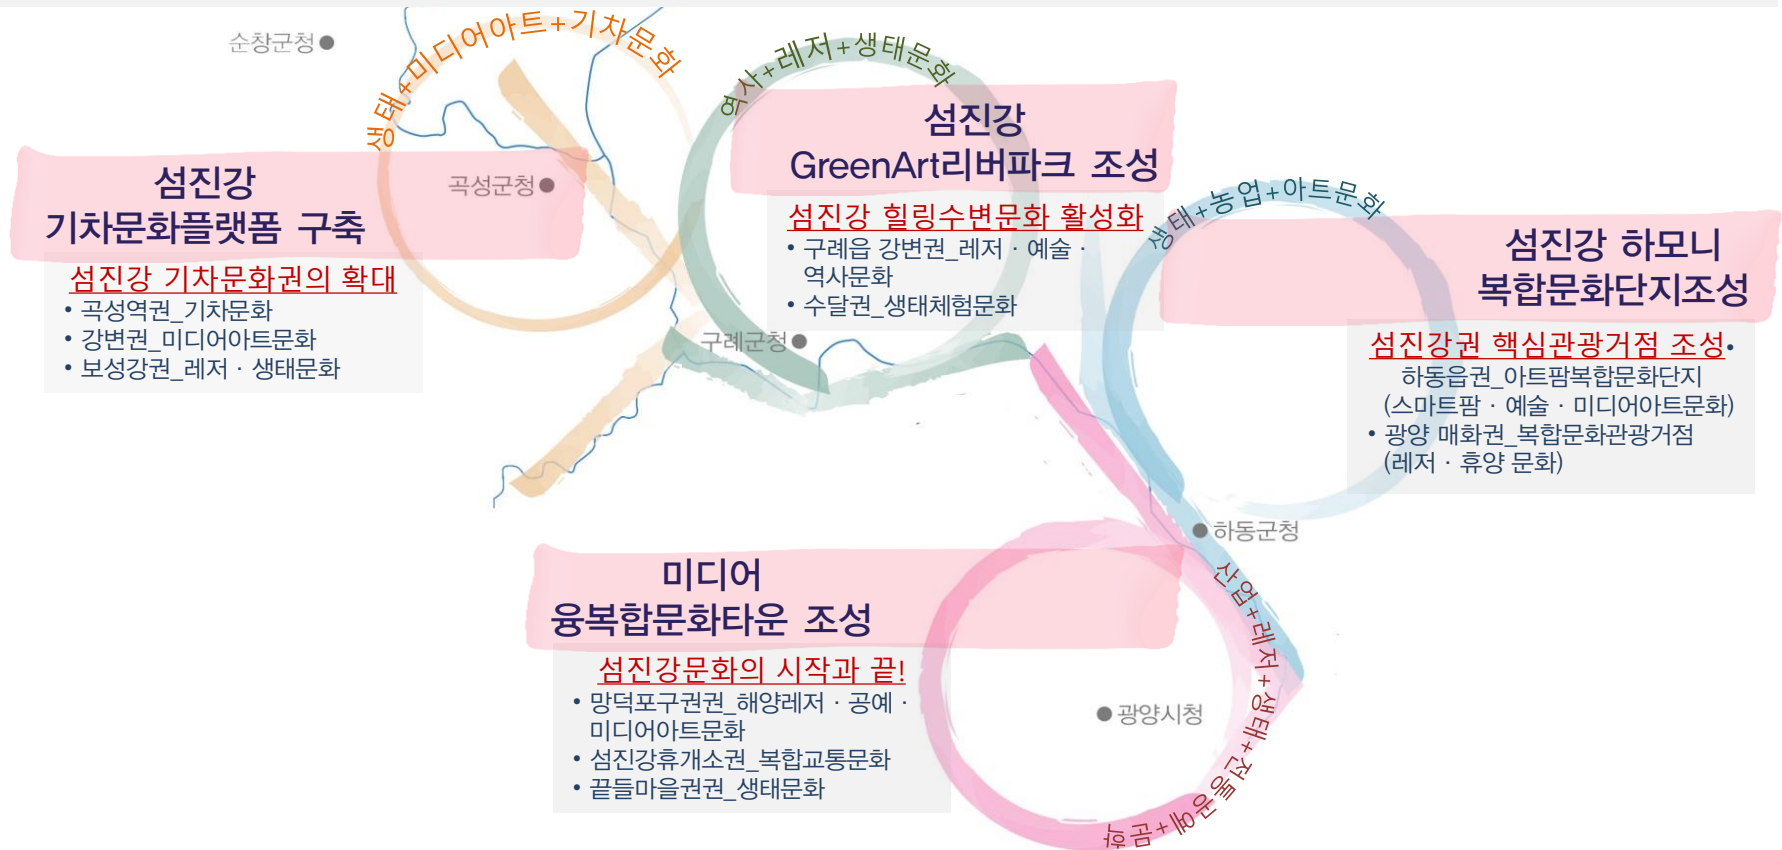 순창군청
생태+미디어아트+기차문화
섬진강
기차문화플랫폼 구축
곡성군청
섬진강 기차문화권의 확대
• 곡성역권_기차문화
• 강변권_미디어아트문화
• 보성강권_레저 · 생태문화
역사+레저+생태문화
섬진강
GreenArt리버파크 조성
섬진강 힐링수변문화 활성화
• 구례읍 강변권_레저 · 예술 ·
역사문화
• 수달권_생태체험문화
구례군청
생태+농업+아트문화
섬진강 하모니
복합문화단지조성
섬진강권 핵심관광거점 조성•
하동읍권_아트팜복합문화단지
(스마트팜 · 예술 · 미디어아트문화)
• 광양 매화권_복합문화관광거점
(레저 · 휴양 문화)
하동군청
미디어
융복합문화타운 조성
섬진강문화의 시작과 끝!
• 망덕포구권권_해양레저 · 공예 ·
미디어아트문화
• 섬진강휴개소권_복합교통문화
• 끝들마을권권_생태문화
산업+레저+생태+전통공예+문화
광양시청